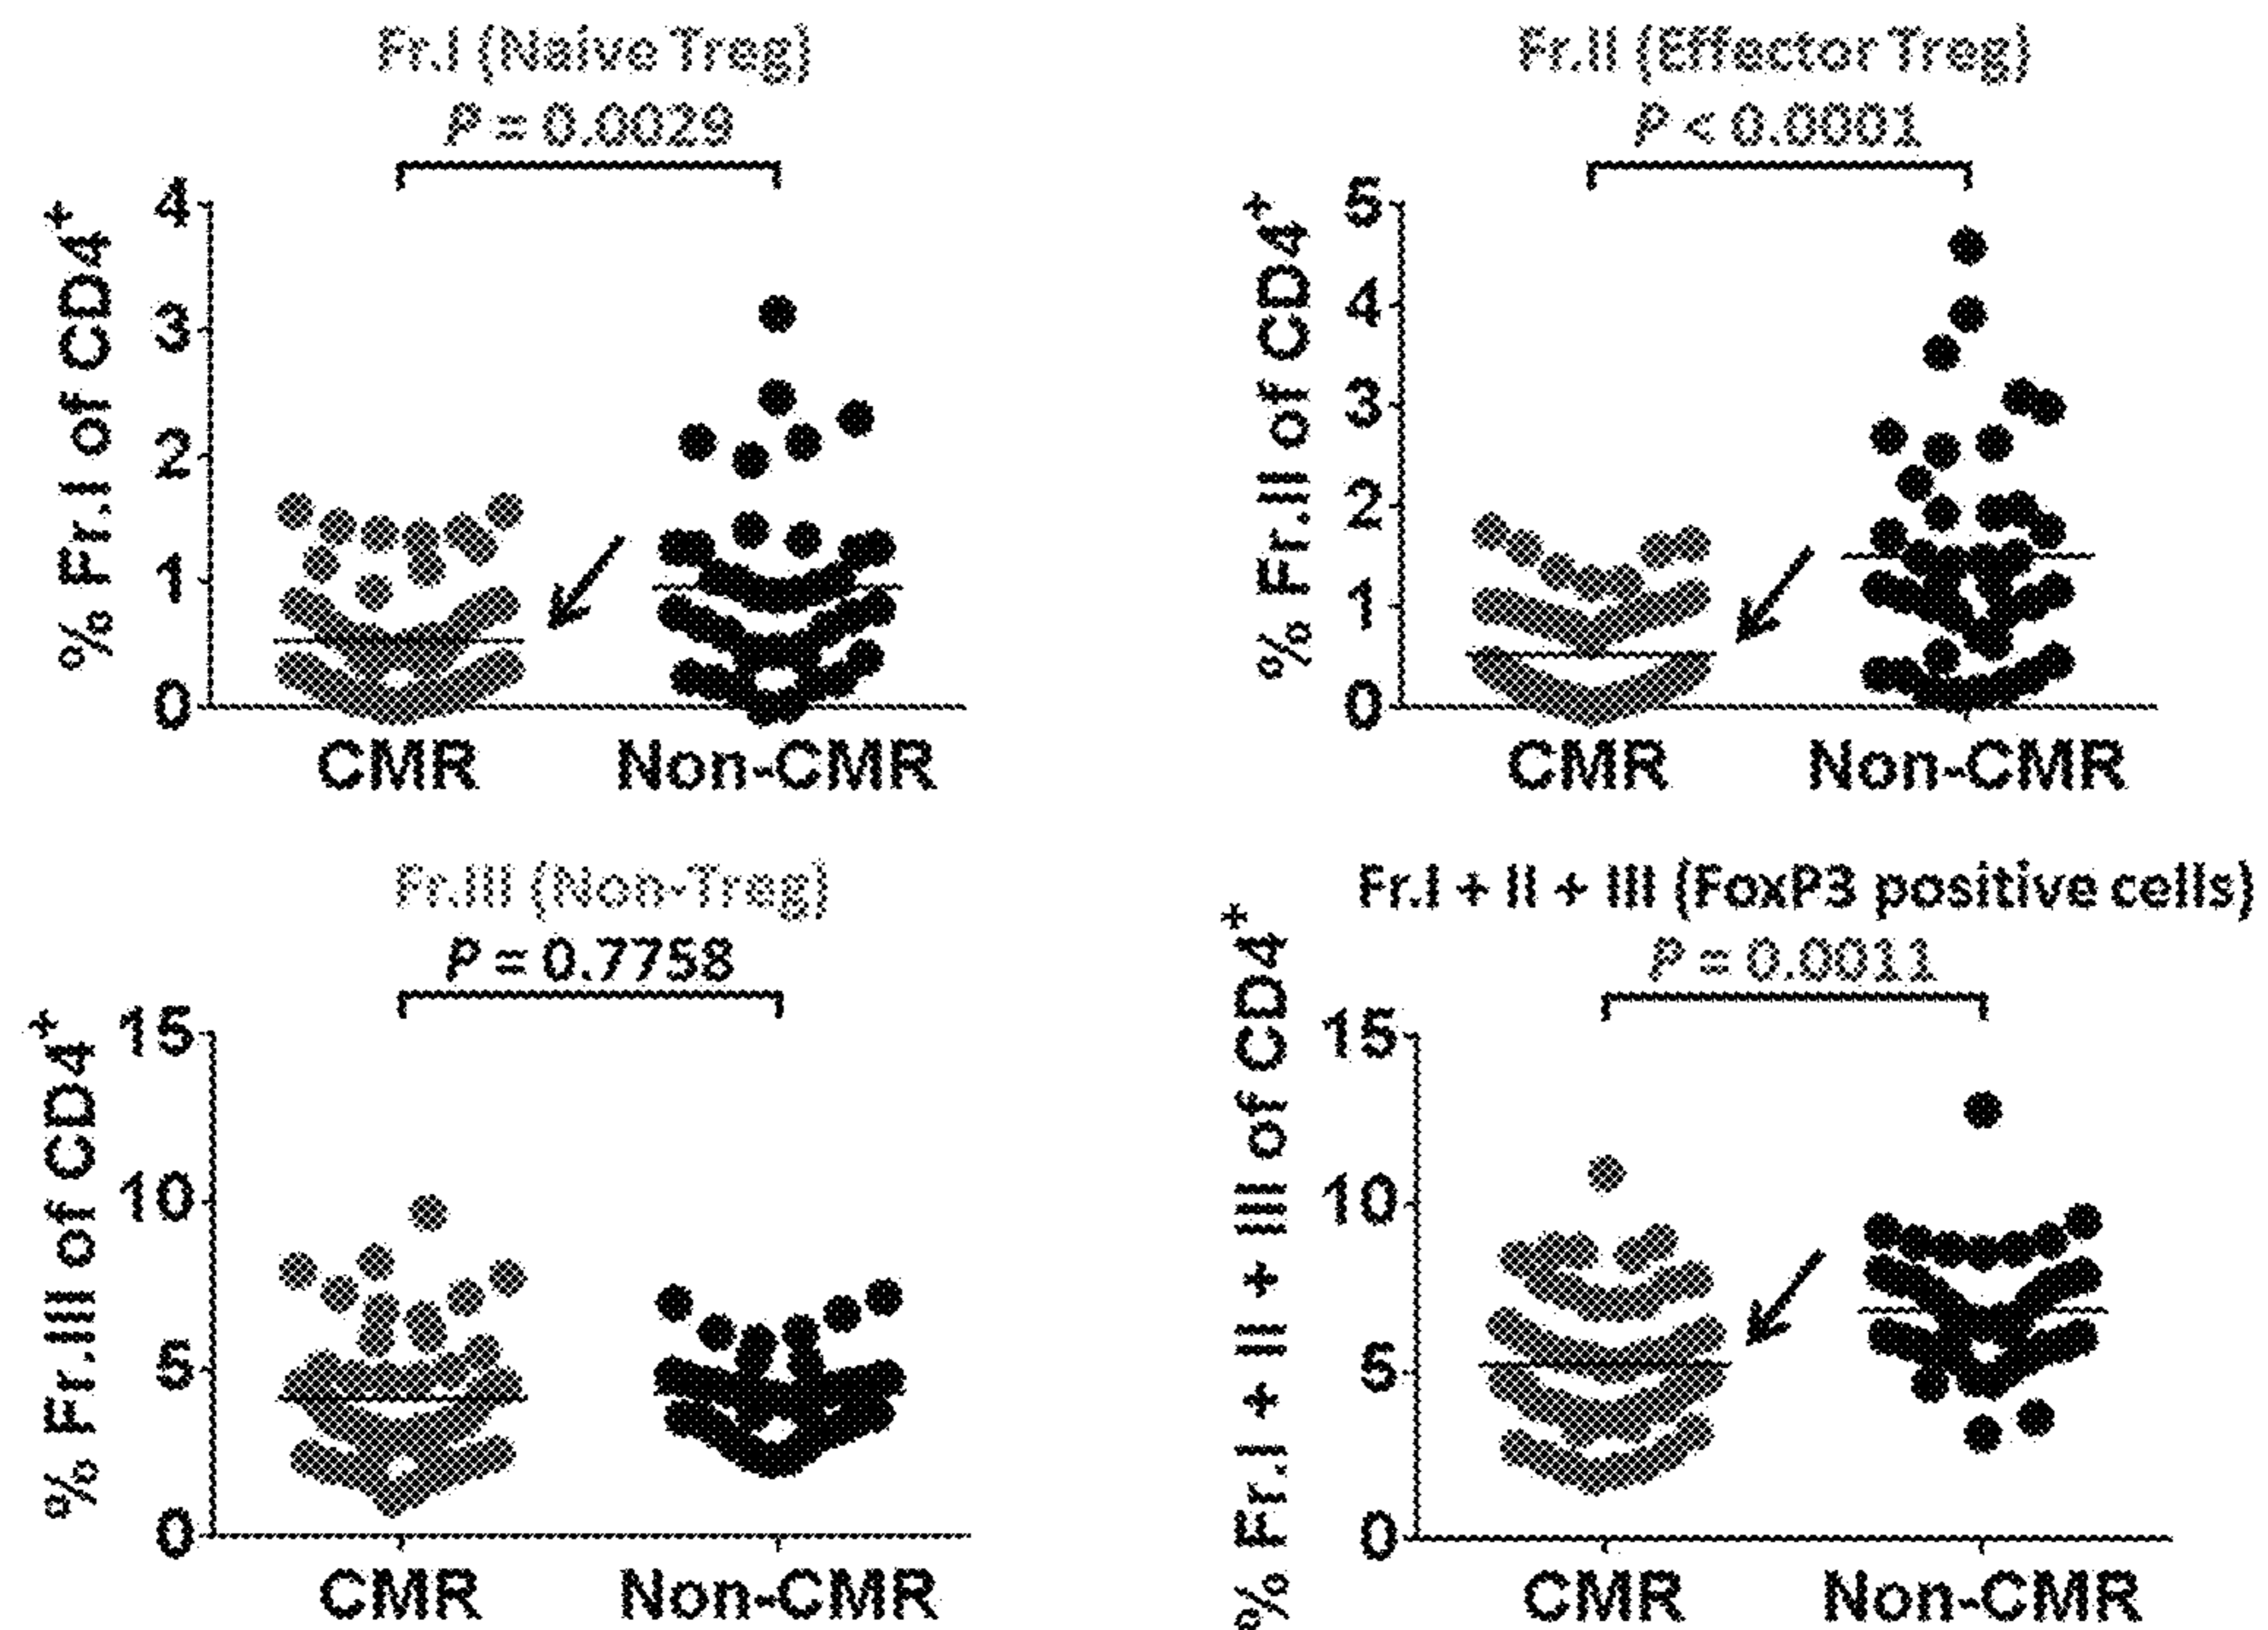 Fr.I (Naive Treg)
P = 0.0029
% Fr.I of CD4+
4
3
2
1
0
CMR Non-CMR
Fr.II (Effector Treg)
P < 0.0001
% Fr.II of CD4+
5
4
3
2
1
0
CMR Non-CMR
Fr.III (Non-Treg)
P = 0.7758
% Fr.III of CD4+
15
10
5
0
CMR Non-CMR
Fr.I + II + III (FoxP3 positive cells)
P = 0.0011
% Fr.I + II + III of CD4+
15
10
5
0
CMR Non-CMR